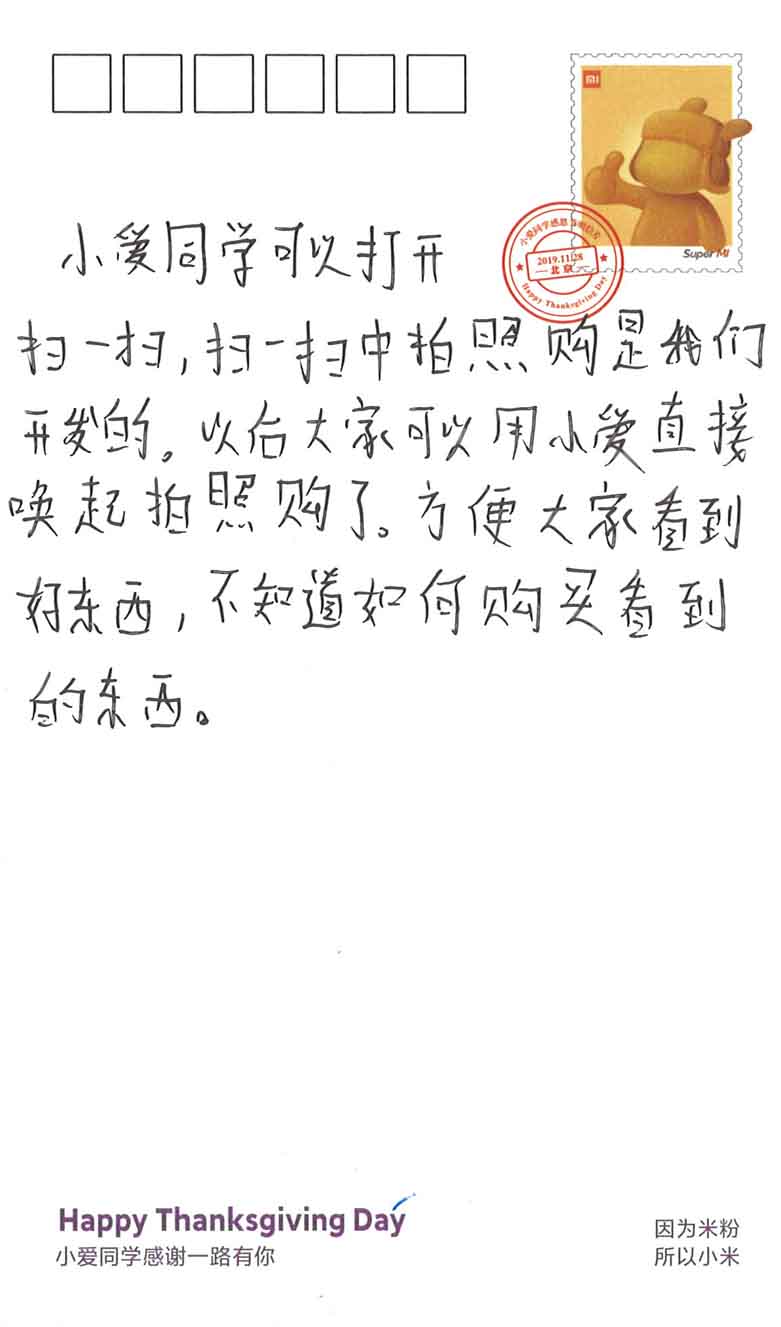 MI
Super MI
小爱同学感恩节明信片
2019.11.28
北京
Happy Thanksgiving Day
小爱同学可以打开
扫一扫,扫一扫中拍照购是我们
开发的。以后大家可以用小爱直接
唤起拍照购了。方便大家看到
好东西,不知道如何购买看到
的东西。
Happy Thanksgiving Day
小爱同学感谢一路有你
因为米粉
所以小米